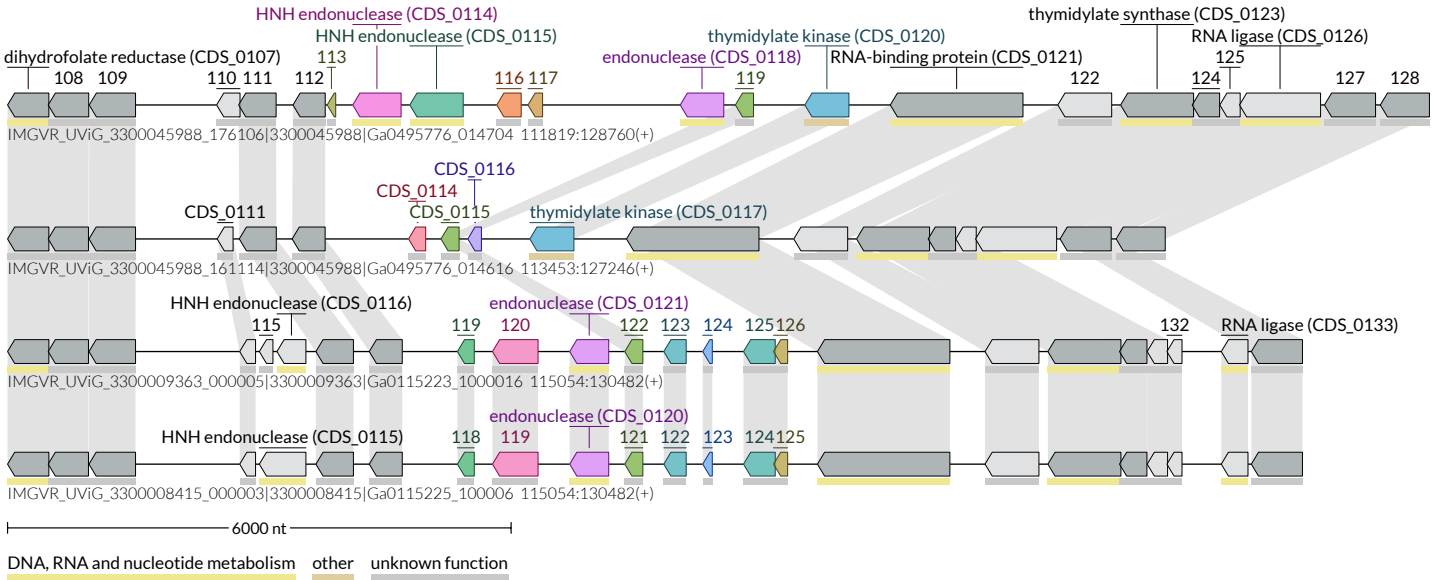 HNH endonuclease (CDS_0114)
thymidylate synthase (CDS_0123)
HNH endonuclease (CDS_0115)
thymidylate kinase (CDS_0120)
RNA ligase (CDS_0126)
dihydrofolate reductase (CDS_0107)
113
endonuclease (CDS_0118)
RNA-binding protein (CDS_0121)
125
108 109 110 111 112 116 117 119 122 124 127 128
IMGVR_UViG_3300045988_176106|3300045988|Ga0495776_014704 111819:128760(+)
CDS_0116
CDS_0114
CDS_0111 CDS_0115 thymidylate kinase (CDS_0117)
IMGVR_UViG_3300045988_161114|3300045988|Ga0495776_014616 113453:127246(+)
HNH endonuclease (CDS_0116) endonuclease (CDS_0121)
115 119 120 122 123 124 125 126 132 RNA ligase (CDS_0133)
IMGVR_UViG_3300009363_000005|3300009363|Ga0115223_1000016 115054:130482(+)
endonuclease (CDS_0120)
HNH endonuclease (CDS_0115) 118 119 121 122 123 124 125
IMGVR_UViG_3300008415_000003|3300008415|Ga0115225_100006 115054:130482(+)
6000 nt
DNA, RNA and nucleotide metabolism other unknown function